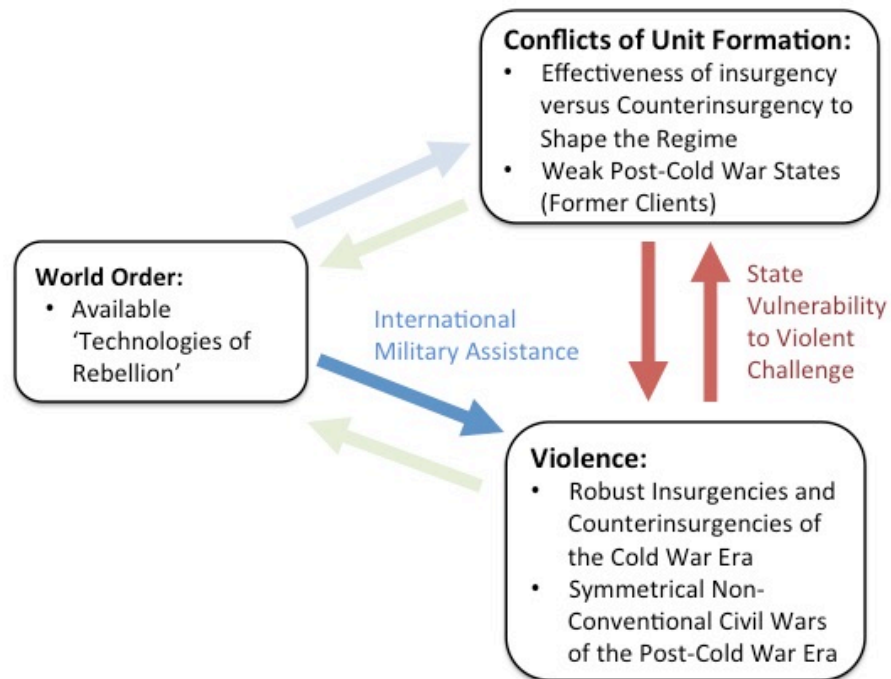 Conflicts of Unit Formation:
• Effectiveness of insurgency
versus Counterinsurgency to
Shape the Regime
• Weak Post-Cold War States
(Former Clients)
World Order:
• Available
‘Technologies of
Rebellion’
International
Military Assistance
State
Vulnerability
to Violent
Challenge
Violence:
• Robust Insurgencies and
Counterinsurgencies of
the Cold War Era
• Symmetrical Non-
Conventional Civil Wars
of the Post-Cold War Era